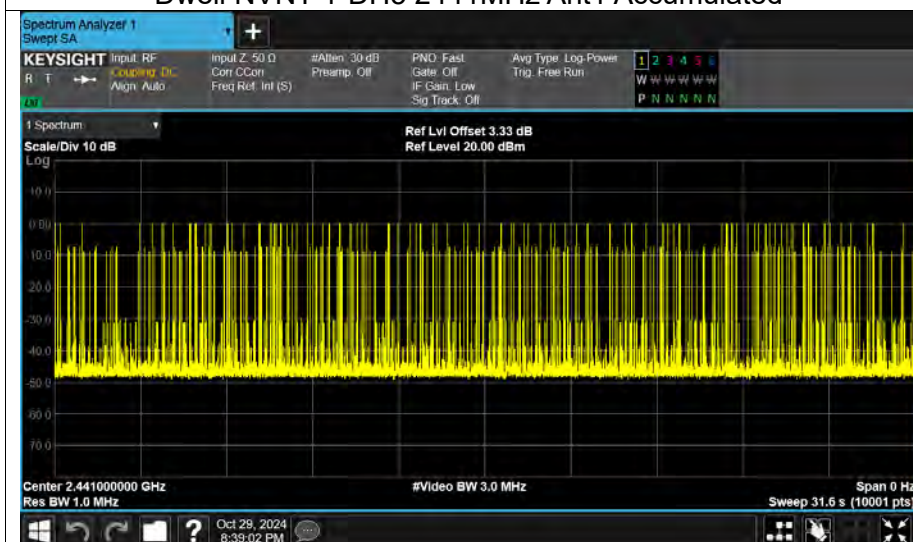 Dwell NVNT 1-DH5 2441MHz Ant1 Accumulated
Spectrum Analyzer 1
Swept SA
+
KEYSIGHT
R T
Input: RF
Coupling: DC
Align: Auto
Input Z: 50 Ω
Corr CCorr
Freq Ref: Int (S)
#Atten: 30 dB
Preamp: Off
PNO: Fast
Gate: Off
IF Gain: Low
Sig Track: Off
Avg Type: Log-Power
Trig: Free Run
1 2 3 4 5 6
W W W W W W
P N N N N N
1 Spectrum
Scale/Div 10 dB
Log
Ref Lvl Offset 3.33 dB
Ref Level 20.00 dBm
10.0
0.00
-10.0
-20.0
-30.0
-40.0
-50.0
-60.0
-70.0
Center 2.441000000 GHz
Res BW 1.0 MHz
#Video BW 3.0 MHz
Span 0 Hz
Sweep 31.6 s (10001 pts)
?
Oct 29, 2024
8:39:02 PM